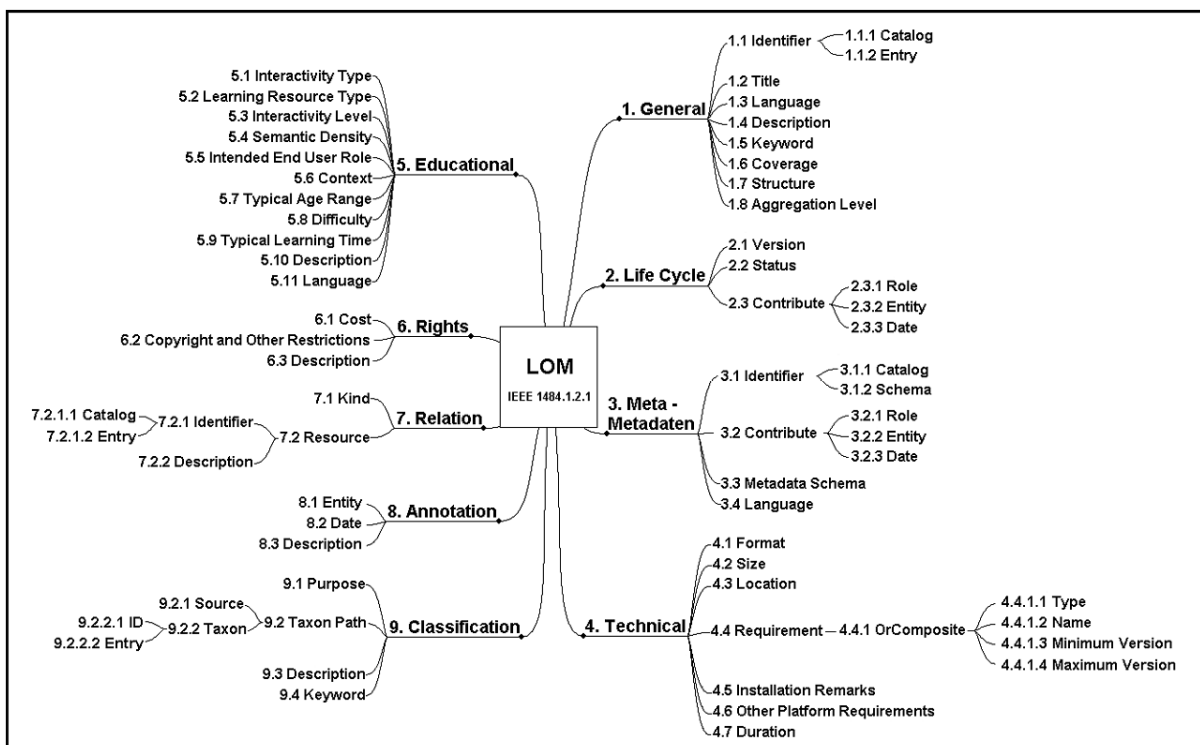 LOM
IEEE 1484.1.2.1
1. General
1.1 Identifier
1.1.1 Catalog
1.1.2 Entry
1.2 Title
1.3 Language
1.4 Description
1.5 Keyword
1.6 Coverage
1.7 Structure
1.8 Aggregation Level
2. Life Cycle
2.1 Version
2.2 Status
2.3 Contribute
2.3.1 Role
2.3.2 Entity
2.3.3 Date
3. Meta -
Metadaten
3.1 Identifier
3.1.1 Catalog
3.1.2 Schema
3.2 Contribute
3.2.1 Role
3.2.2 Entity
3.2.3 Date
3.3 Metadata Schema
3.4 Language
4. Technical
4.1 Format
4.2 Size
4.3 Location
4.4 Requirement
4.4.1 OrComposite
4.4.1.1 Type
4.4.1.2 Name
4.4.1.3 Minimum Version
4.4.1.4 Maximum Version
4.5 Installation Remarks
4.6 Other Platform Requirements
4.7 Duration
5. Educational
5.1 Interactivity Type
5.2 Learning Resource Type
5.3 Interactivity Level
5.4 Semantic Density
5.5 Intended End User Role
5.6 Context
5.7 Typical Age Range
5.8 Difficulty
5.9 Typical Learning Time
5.10 Description
5.11 Language
6. Rights
6.1 Cost
6.2 Copyright and Other Restrictions
6.3 Description
7. Relation
7.1 Kind
7.2 Resource
7.2.1 Identifier
7.2.1.1 Catalog
7.2.1.2 Entry
7.2.2 Description
8. Annotation
8.1 Entity
8.2 Date
8.3 Description
9. Classification
9.1 Purpose
9.2 Taxon Path
9.2.1 Source
9.2.2 Taxon
9.2.2.1 ID
9.2.2.2 Entry
9.3 Description
9.4 Keyword